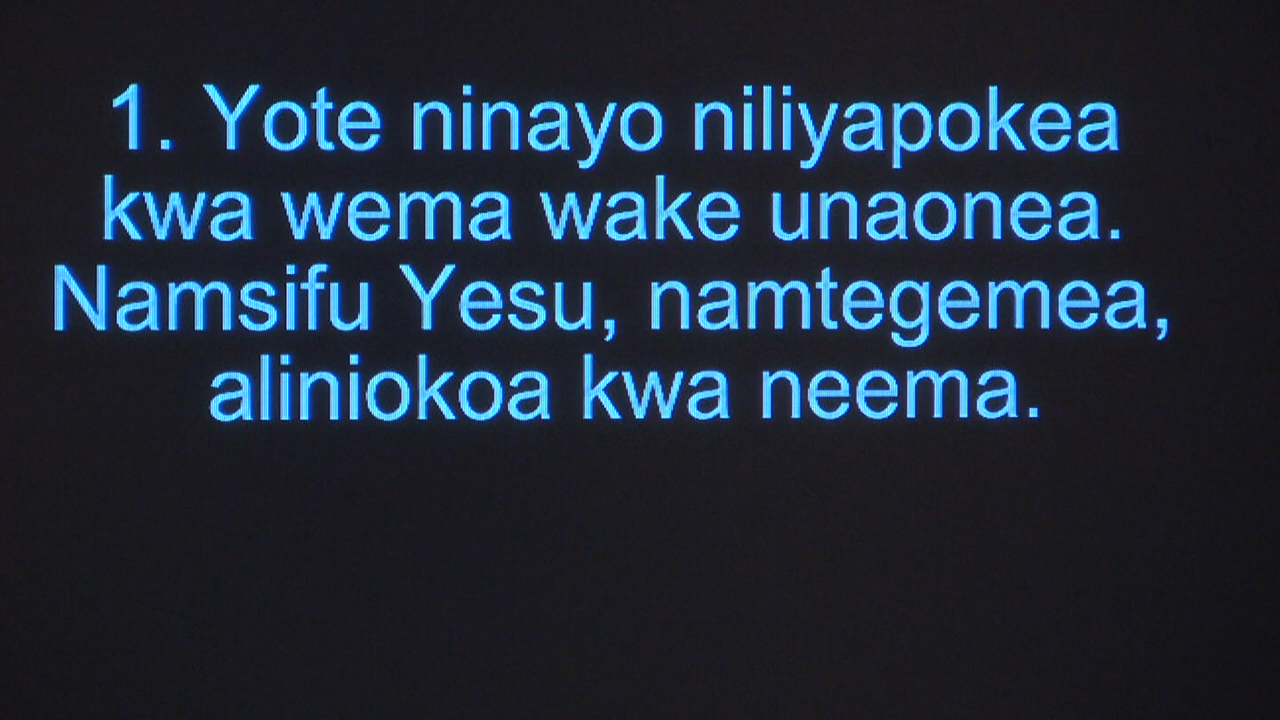 1. Yote ninayo niliyapokea
kwa wema wake unaonea.
Namsifu Yesu, namtegemea,
aliniokoa kwa neema.